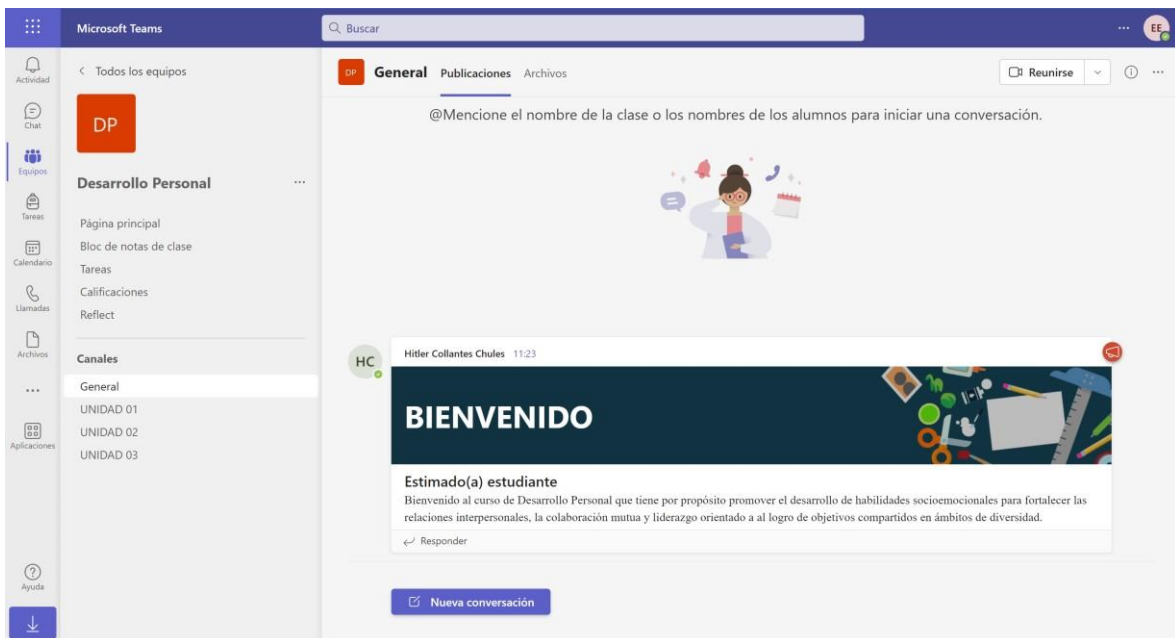 Microsoft Teams
Buscar
EE
Actividad
Chat
Equipos
Tareas
Calendario
Llamadas
Archivos
Aplicaciones
Ayuda
Todos los equipos
DP
Desarrollo Personal
Página principal
Bloc de notas de clase
Tareas
Calificaciones
Reflect
Canales
General
UNIDAD 01
UNIDAD 02
UNIDAD 03
DP General Publicaciones Archivos
Reunirse
@Mencione el nombre de la clase o los nombres de los alumnos para iniciar una conversación.
HC
Hitler Collantes Chules 11:23
BIENVENIDO
Estimado(a) estudiante
Bienvenido al curso de Desarrollo Personal que tiene por propósito promover el desarrollo de habilidades socioemocionales para fortalecer las
relaciones interpersonales, la colaboración mutua y liderazgo orientado a al logro de objetivos compartidos en ámbitos de diversidad.
Responder
Nueva conversación